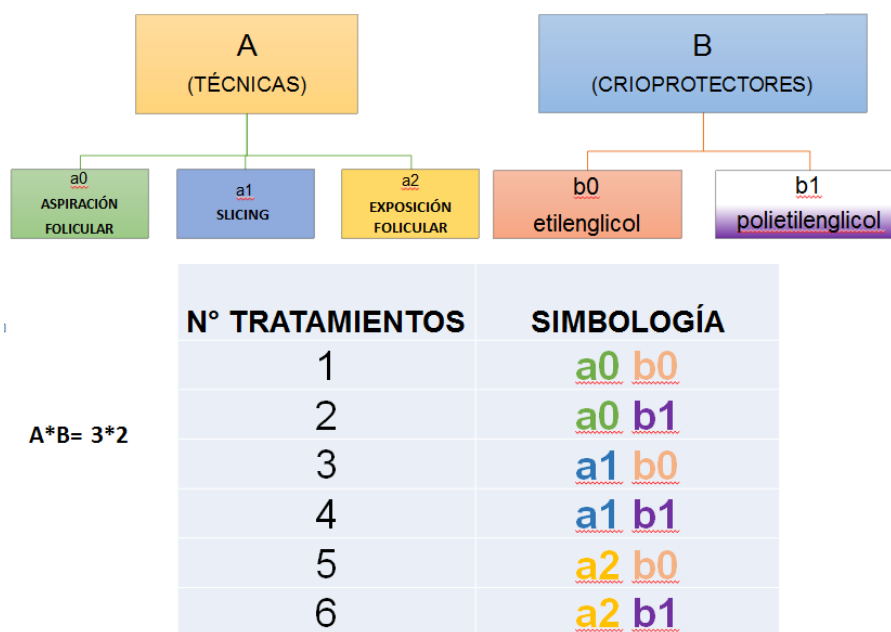 A
(TÉCNICAS)
B
(CRIOPROTECTORES)
a0
ASPIRACIÓN
FOLICULAR
a1
SLICING
a2
EXPOSICIÓN
FOLICULAR
b0
etilenglicol
b1
polietilenglicol
N° TRATAMIENTOS SIMBOLOGÍA
1 a0 b0
2 a0 b1
A*B= 3*2
3 a1 b0
4 a1 b1
5 a2 b0
6 a2 b1